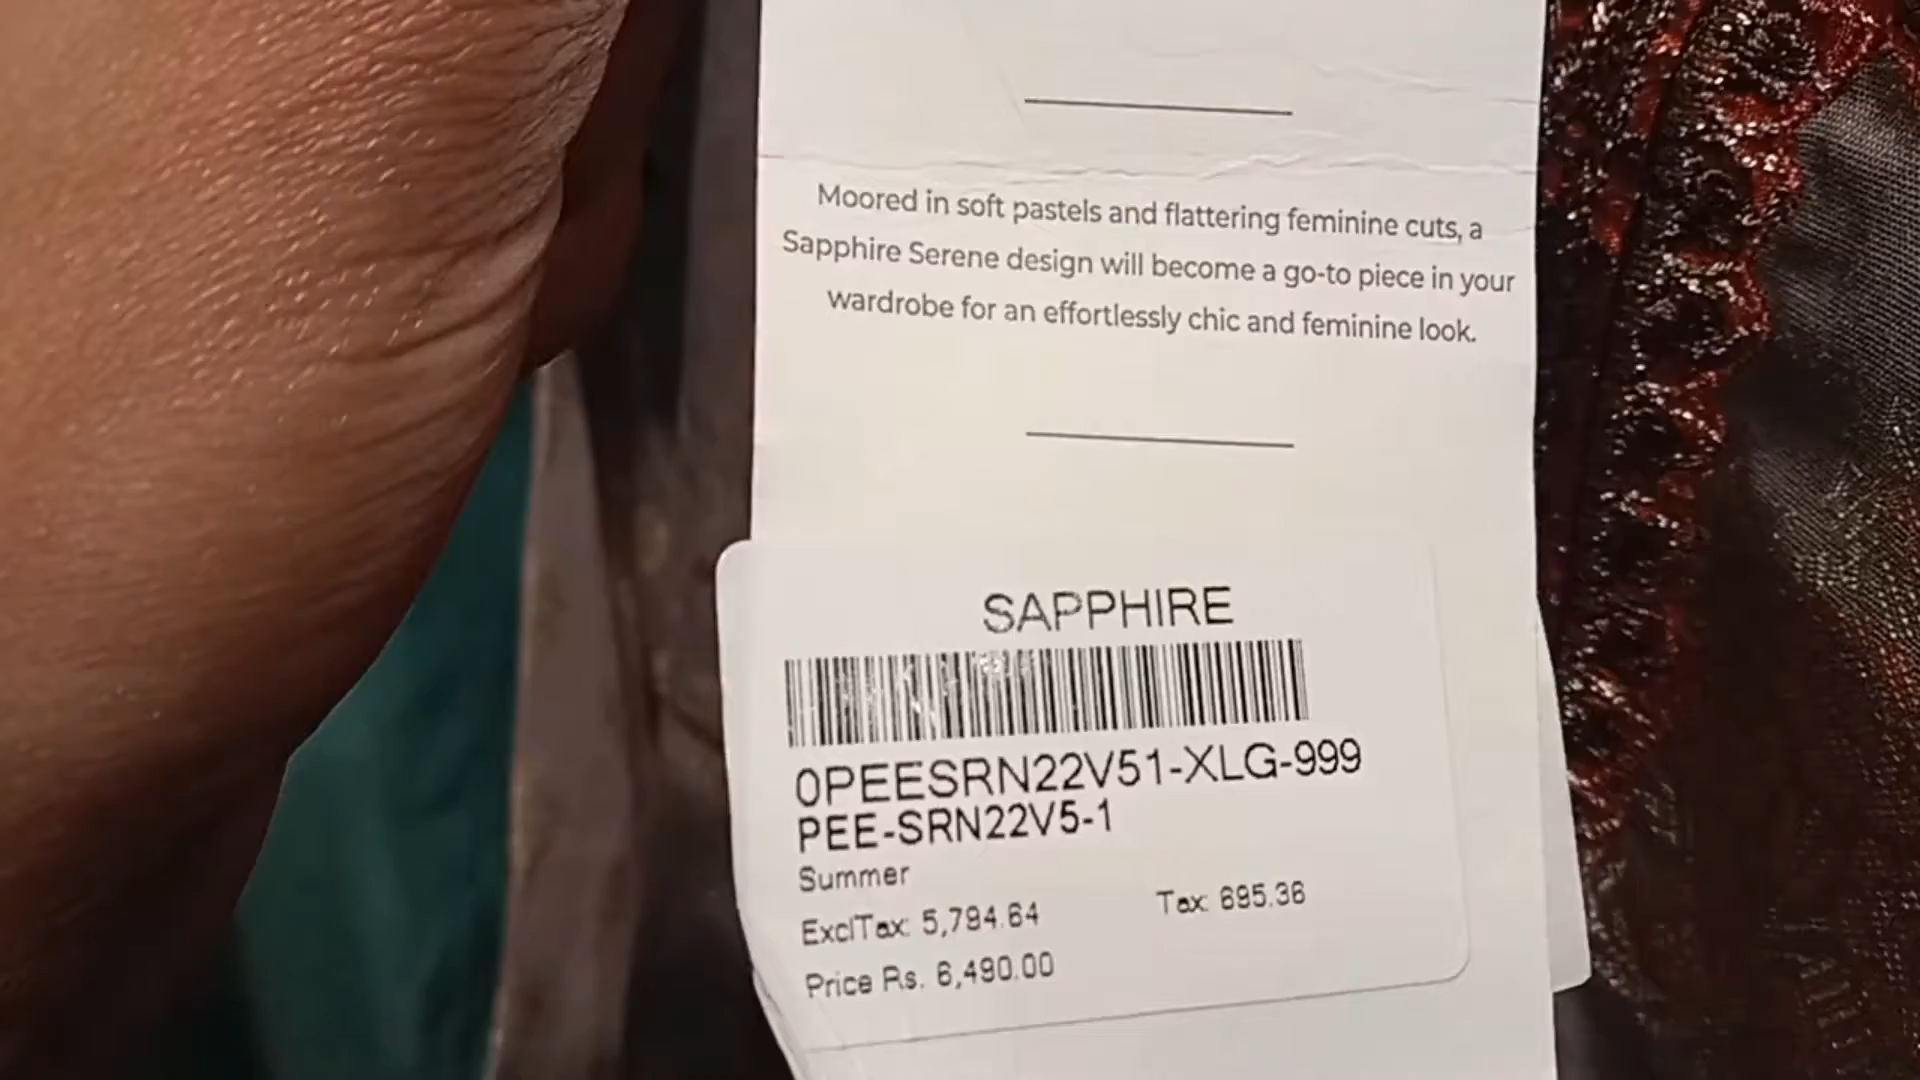 Moored in soft pastels and flattering feminine cuts, a
Sapphire Serene design will become a go-to piece in your
wardrobe for an effortlessly chic and feminine look.
SAPPHIRE
0PEESRN22V51-XLG-999
PEE-SRN22V5-1
Summer
ExclTax: 5,794.64 Tax: 695.36
Price Rs. 6,490.00